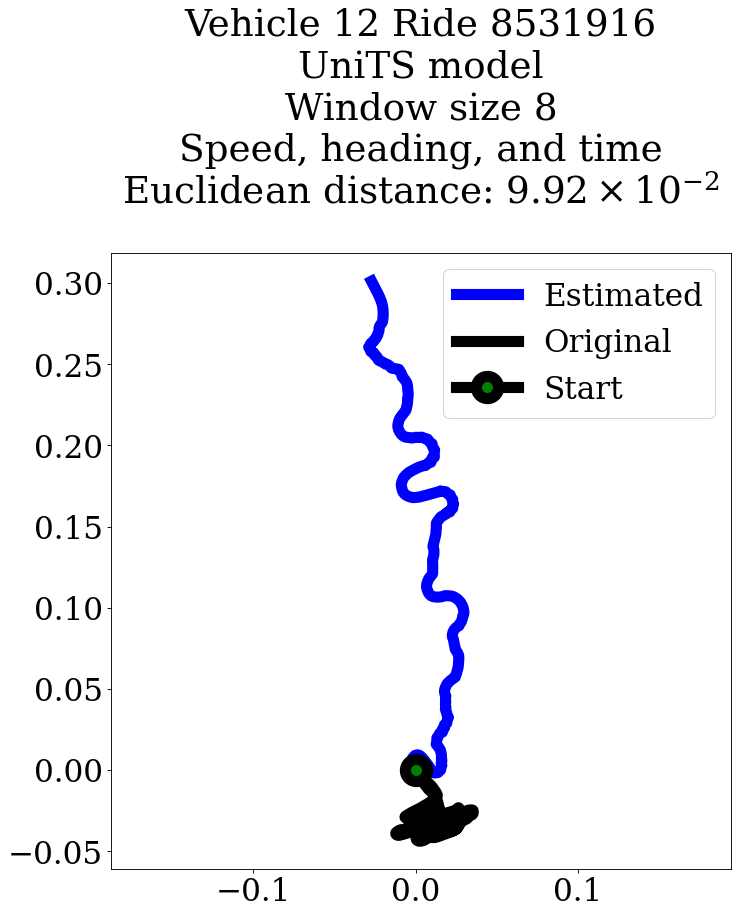 Vehicle 12 Ride 8531916
UniTS model
Window size 8
Speed, heading, and time
Euclidean distance: 9.92 × 10⁻²
Estimated
Original
Start
0.30
0.25
0.20
0.15
0.10
0.05
0.00
−0.05
−0.1
0.0
0.1